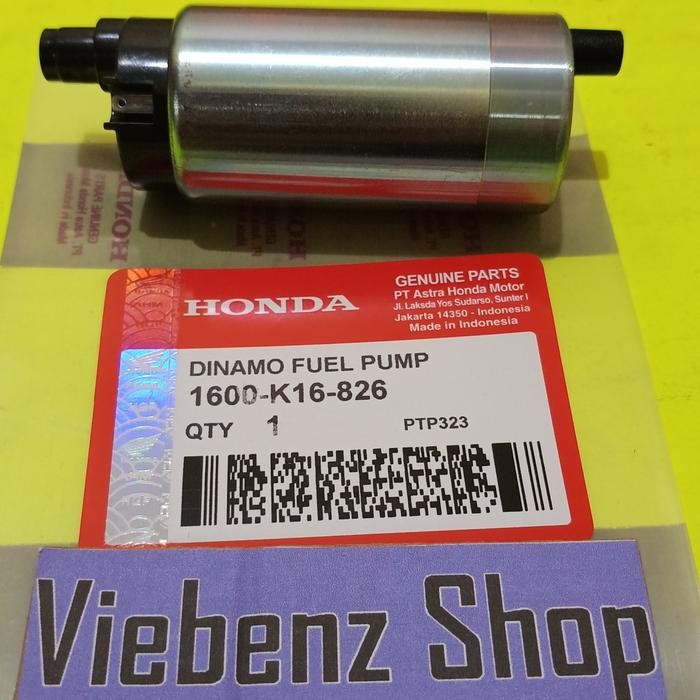 HONDA
GENUINE PARTS
PT Astra Honda Motor
Jl. Laksda Yos Sudarso, Sunter I
Jakarta 14350 - Indonesia
Made in Indonesia
DINAMO FUEL PUMP
1600-K16-826
QTY 1
PTP323
Viebenz Shop